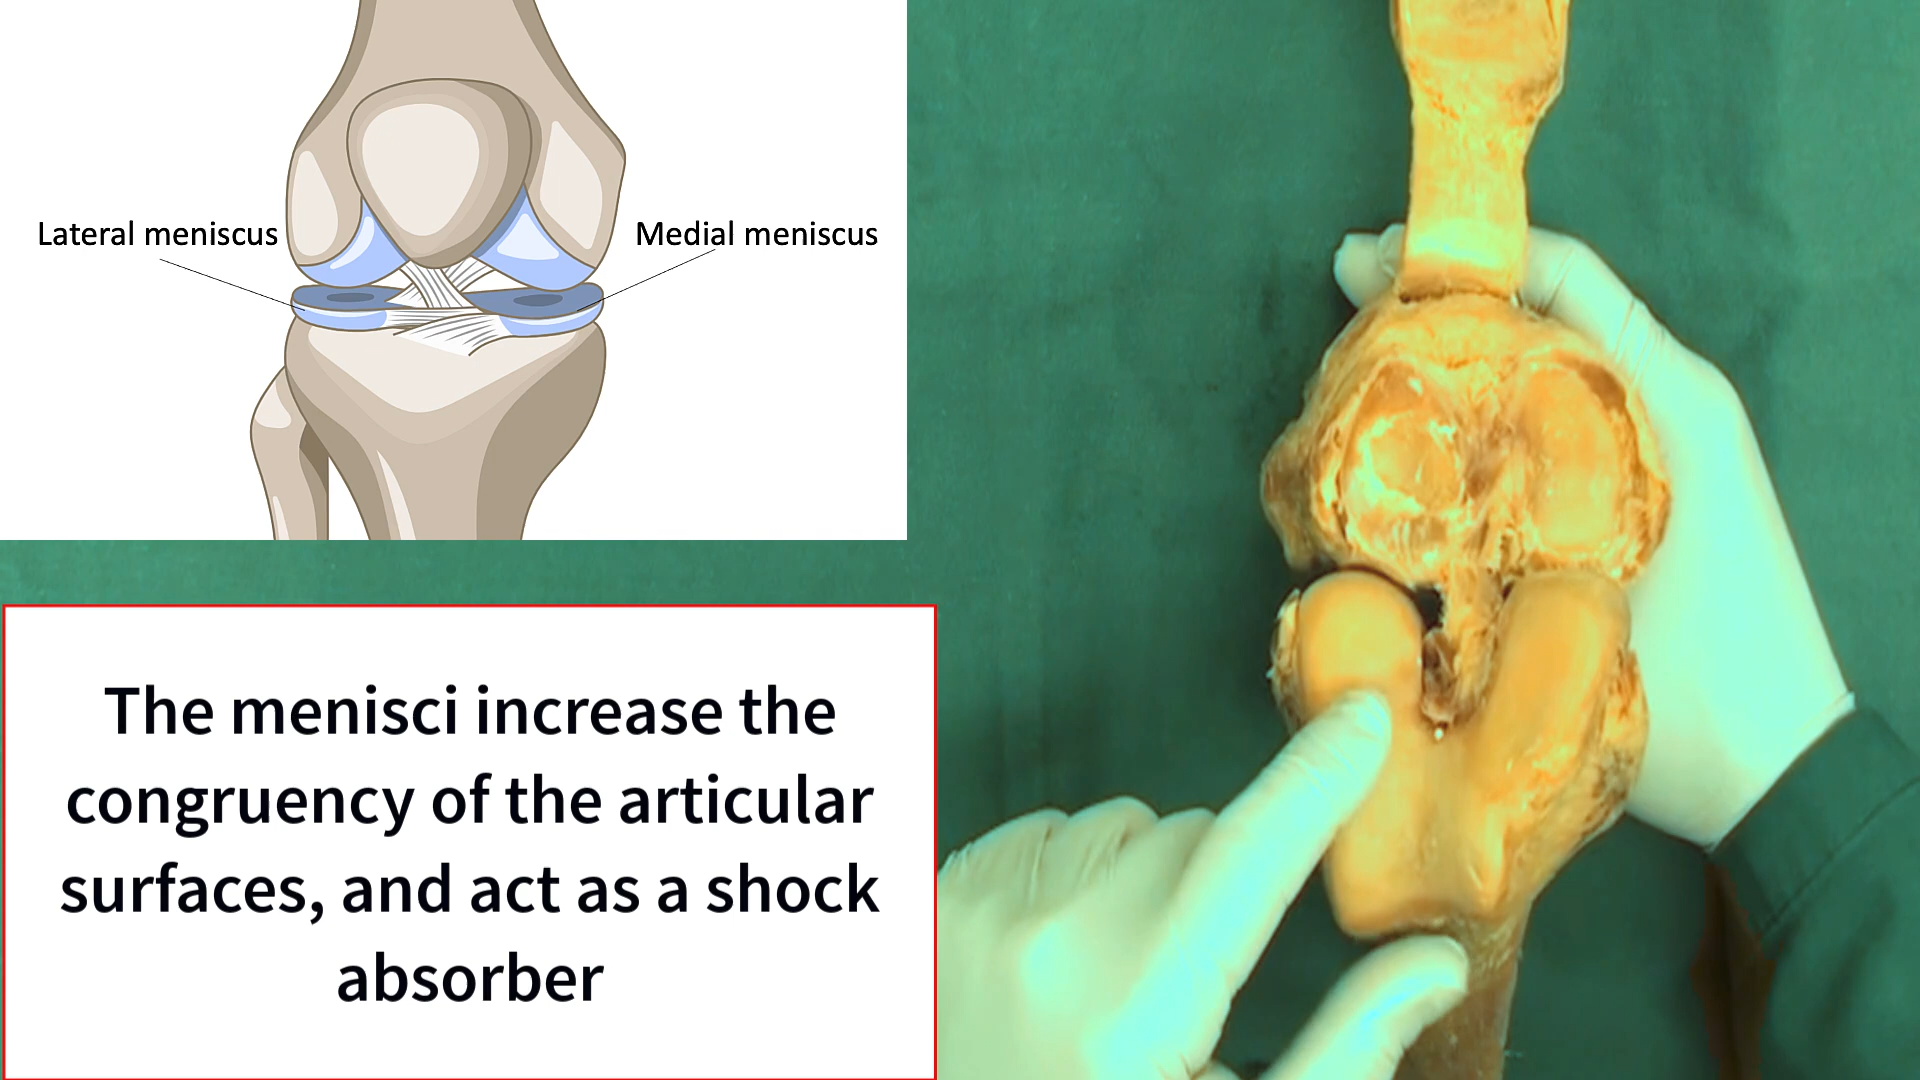 Lateral meniscus
Medial meniscus
The menisci increase the
congruency of the articular
surfaces, and act as a shock
absorber